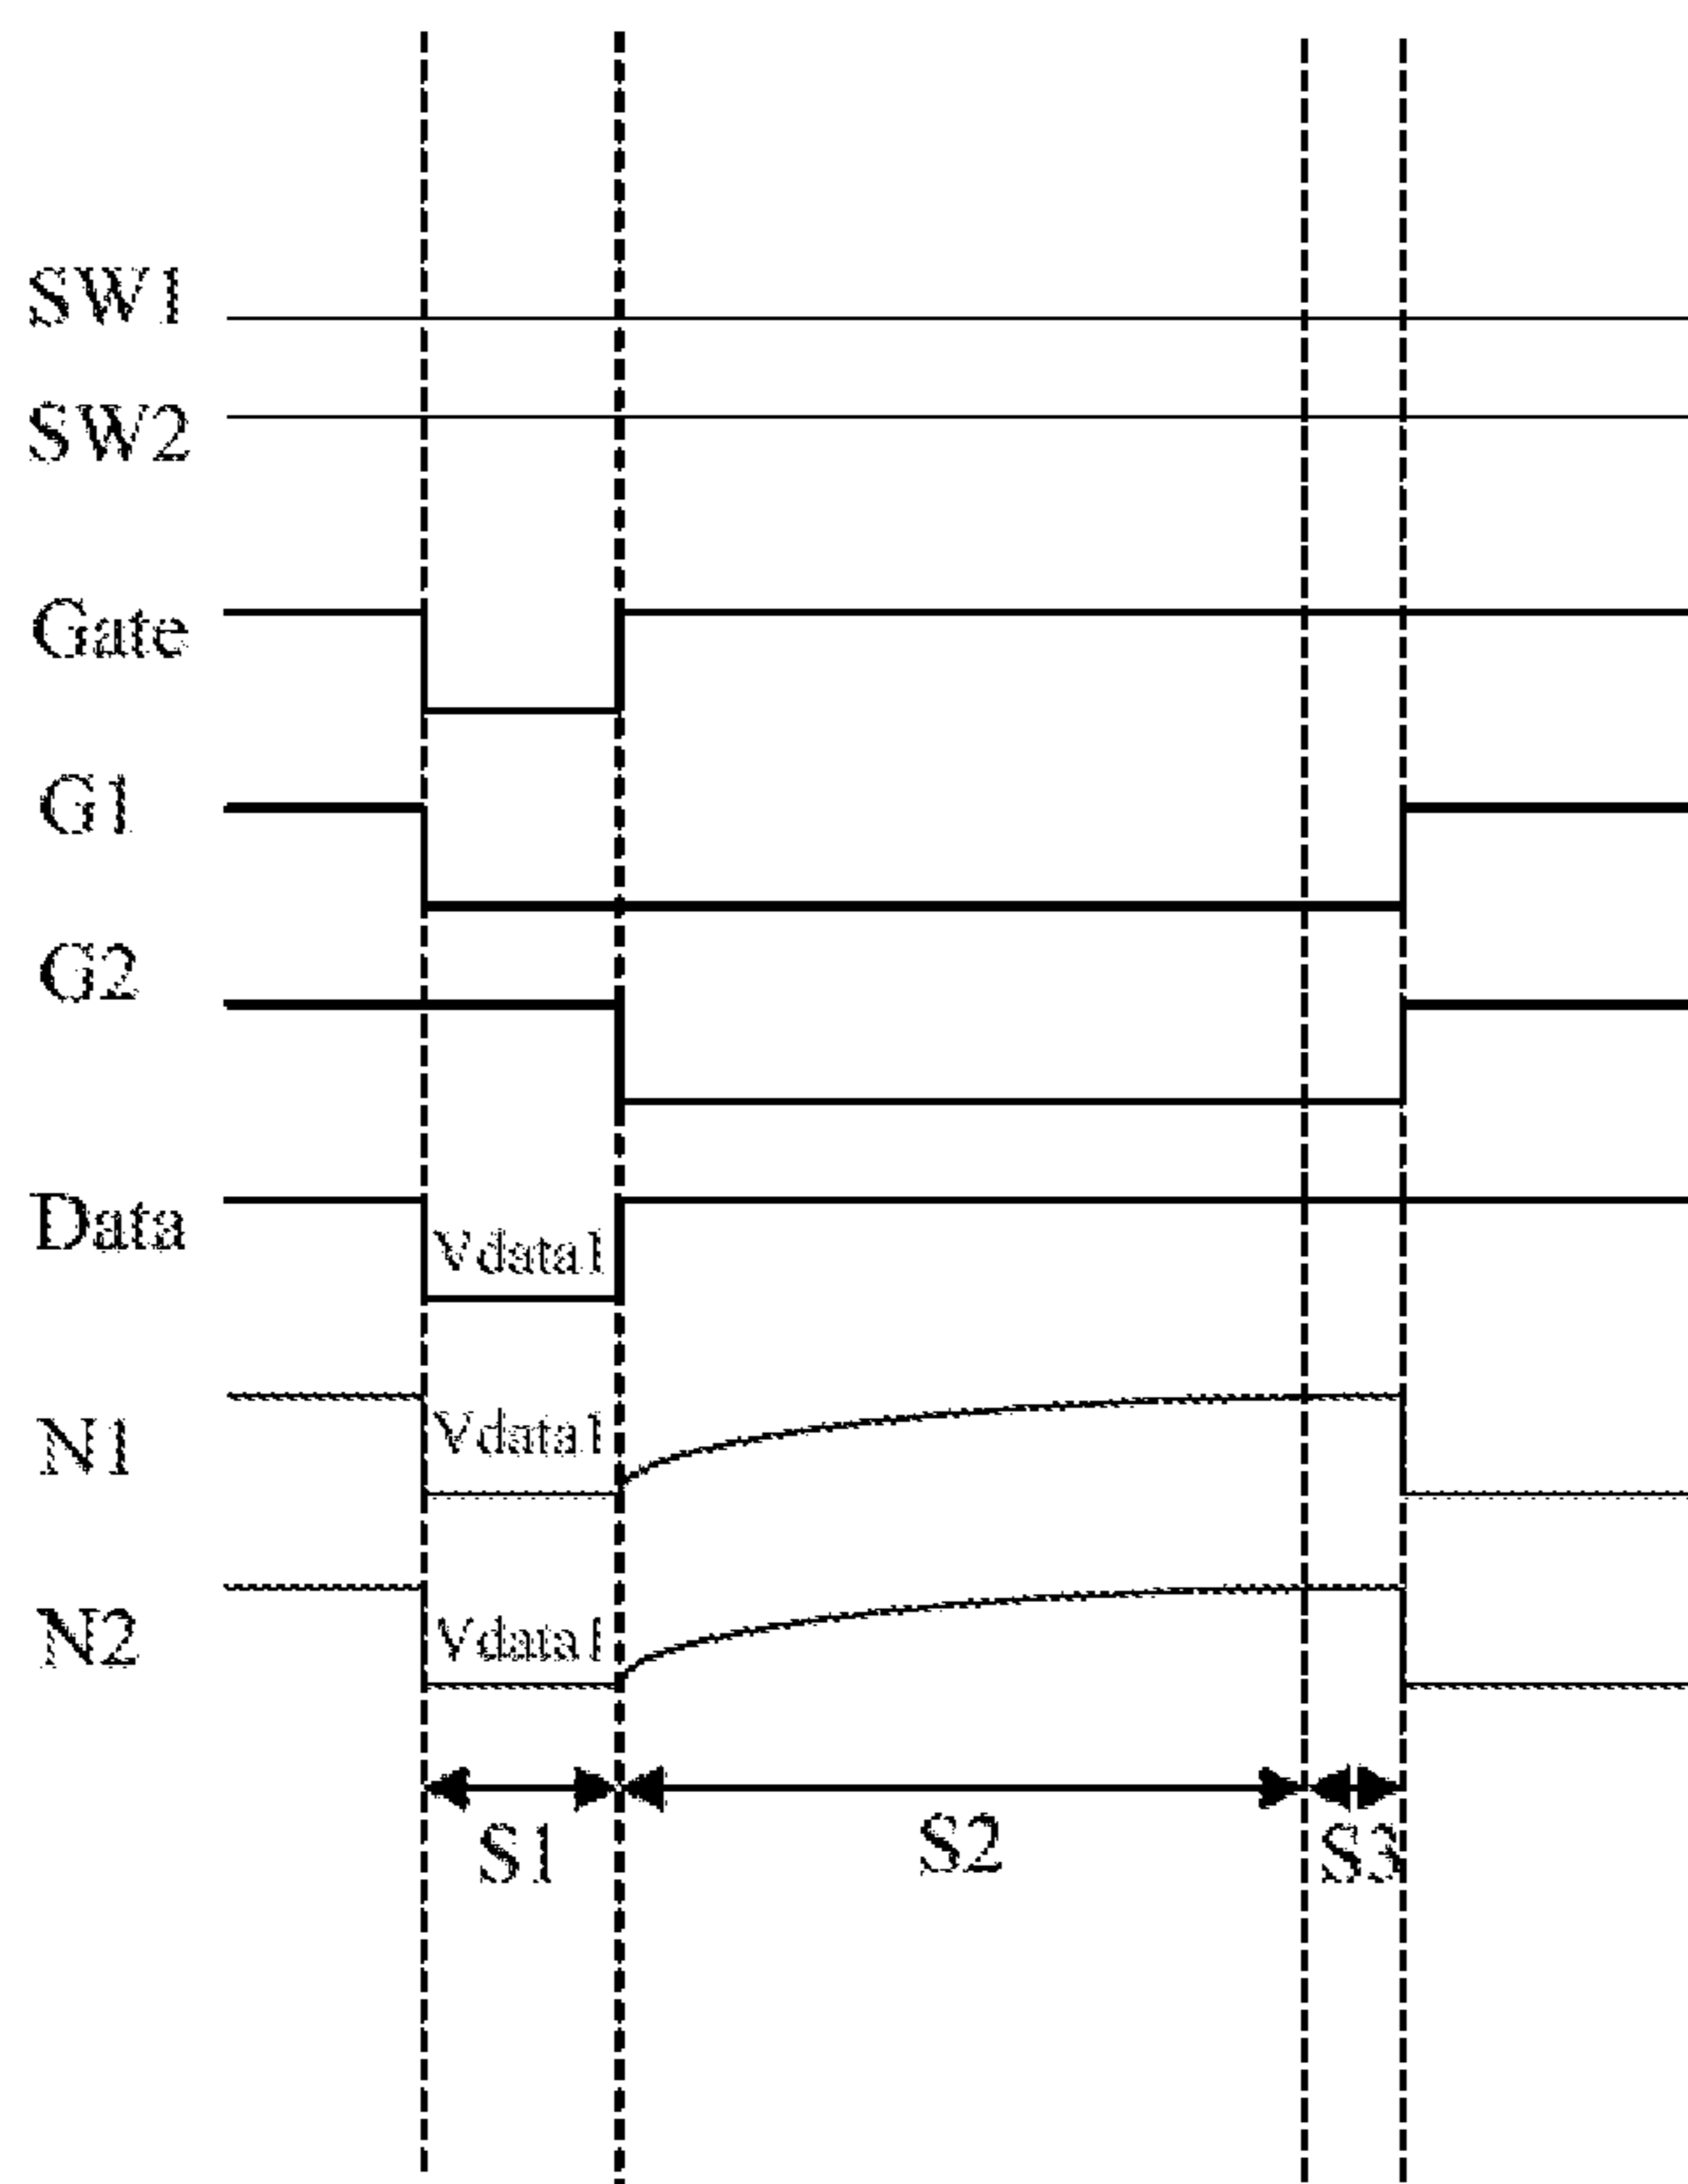 SW1
SW2
Gate
G1
G2
Data
Vdata1
N1
Vdata1
N2
Vdata1
S1
S2
S3